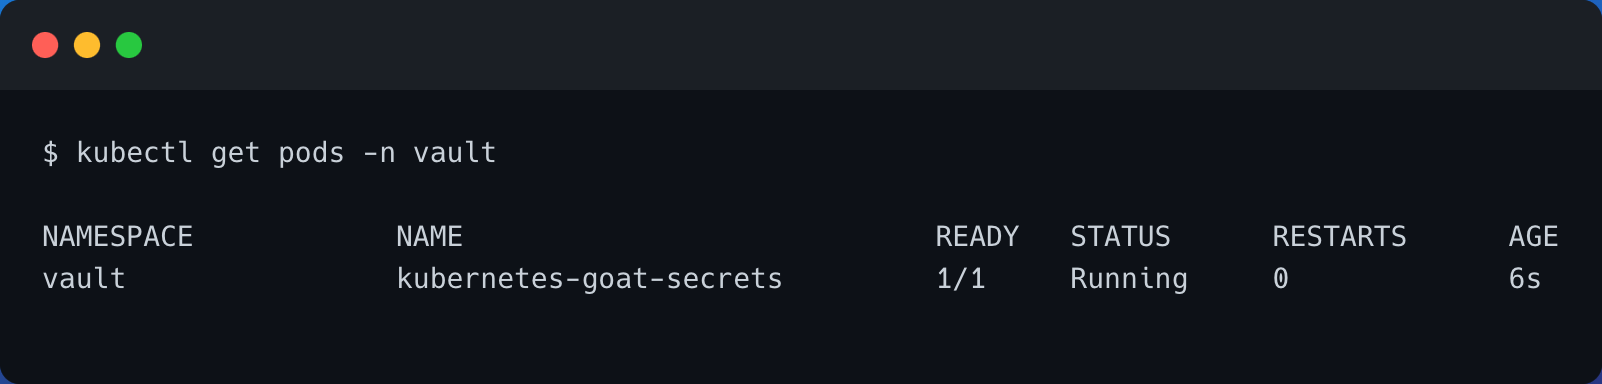 $ kubectl get pods -n vault
NAMESPACE NAME READY STATUS RESTARTS AGE
vault kubernetes-goat-secrets 1/1 Running 0 6s